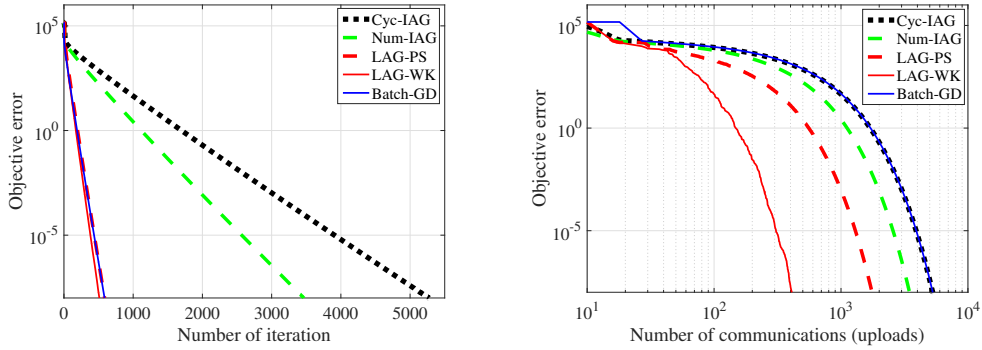 10^5
10^0
10^-5
Objective error
0 1000 2000 3000 4000 5000
Number of iteration
Cyc-IAG
Num-IAG
LAG-PS
LAG-WK
Batch-GD
10^5
10^0
10^-5
Objective error
10^1 10^2 10^3 10^4
Number of communications (uploads)
Cyc-IAG
Num-IAG
LAG-PS
LAG-WK
Batch-GD